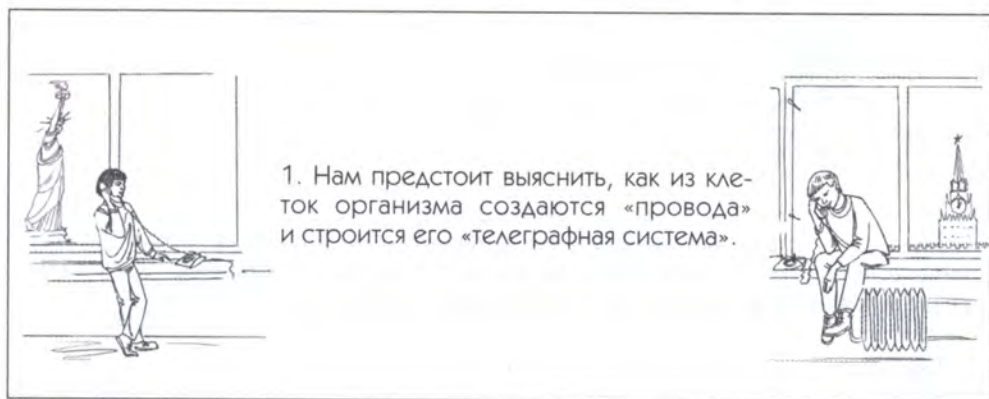 1. Нам предстоит выяснить, как из кле-
ток организма создаются «провода»
и строится его «телеграфная система».